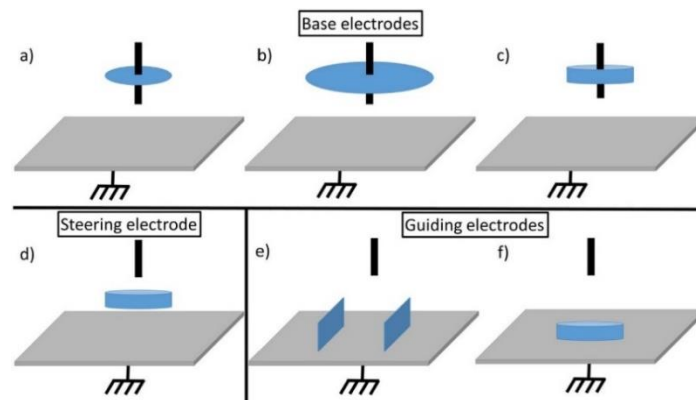 Base electrodes
a)
b)
c)
Steering electrode
Guiding electrodes
d)
e)
f)